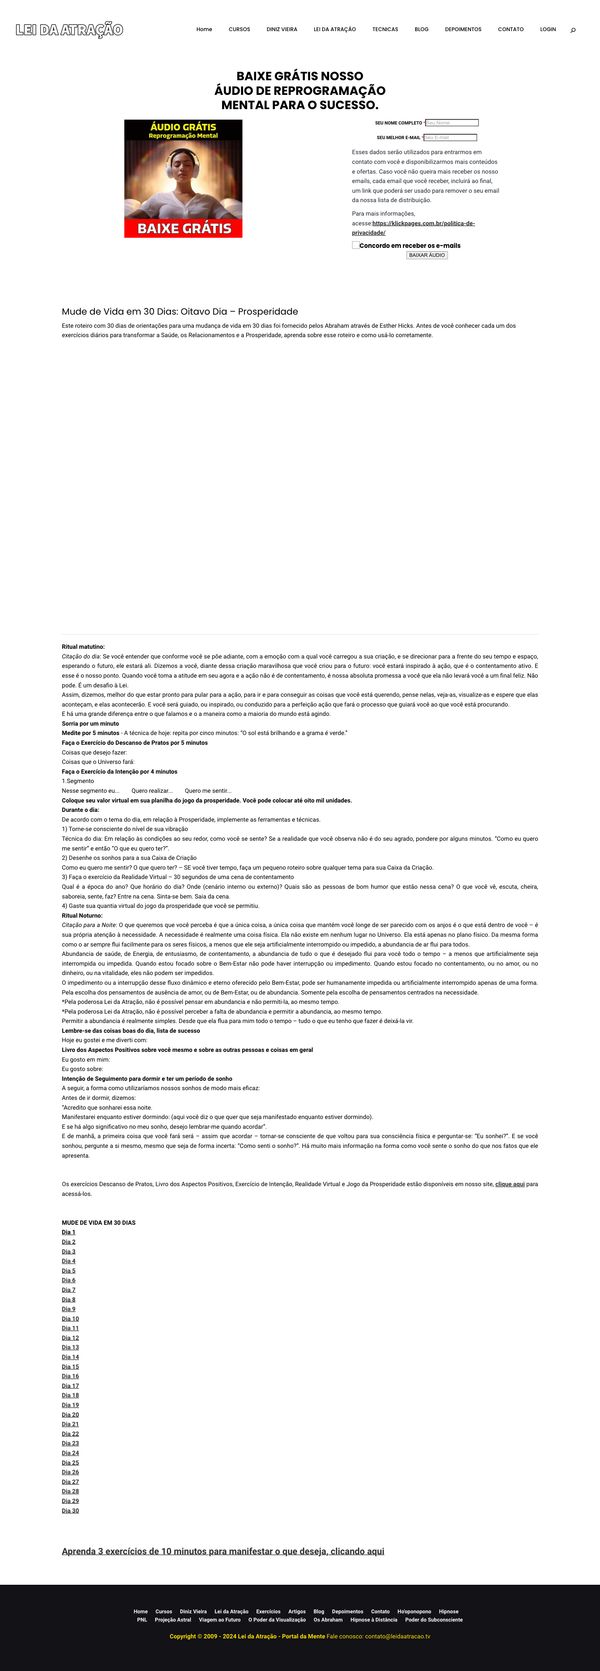 LEI DA ATRAÇÃO
Home CURSOS DINIZ VIEIRA LEI DA ATRAÇÃO TECNICAS BLOG DEPOIMENTOS CONTATO LOGIN
BAIXE GRÁTIS NOSSO
ÁUDIO DE REPROGRAMAÇÃO
MENTAL PARA O SUCESSO.
ÁUDIO GRÁTIS
Reprogramação Mental
BAIXE GRÁTIS
SEU NOME COMPLETO * Seu Nome
SEU MELHOR E-MAIL * Seu E-mail
Esses dados serão utilizados para entrarmos em
contato com você e disponibilizarmos mais conteúdos
e ofertas. Caso você não queira mais receber os nosso
emails, cada email que você receber, incluirá ao final,
um link que poderá ser usado para remover o seu email
da nossa lista de distribuição.
Para mais informações,
acesse:https://klickpages.com.br/politica-de-
privacidade/
Concordo em receber os e-mails
BAIXAR ÁUDIO
Mude de Vida em 30 Dias: Oitavo Dia – Prosperidade
Este roteiro com 30 dias de orientações para uma mudança de vida em 30 dias foi fornecido pelos Abraham através de Esther Hicks. Antes de você conhecer cada um dos
exercícios diários para transformar a Saúde, os Relacionamentos e a Prosperidade, aprenda sobre esse roteiro e como usá-lo corretamente.
Ritual matutino:
Citação do dia: Se você entender que conforme você se põe adiante, com a emoção com a qual você carregou a sua criação, e se direcionar para a frente do seu tempo e espaço,
esperando o futuro, ele estará ali. Dizemos a você, diante dessa criação maravilhosa que você criou para o futuro: você estará inspirado à ação, que é o contentamento ativo. E
esse é o nosso ponto. Quando você toma a atitude em seu agora e a ação não é de contentamento, é nossa absoluta promessa a você que ela não levará você a um final feliz. Não
pode. É um desafio à Lei.
Assim, dizemos, melhor do que estar pronto para pular para a ação, para ir e para conseguir as coisas que você está querendo, pense nelas, veja-as, visualize-as e espere que elas
aconteçam, e elas acontecerão. E você será guiado, ou inspirado, ou conduzido para a perfeição ação que fará o processo que guiará você ao que você está procurando.
E há uma grande diferença entre o que falamos e o a maneira como a maioria do mundo está agindo.
Sorria por um minuto
Medite por 5 minutos - A técnica de hoje: repita por cinco minutos: "O sol está brilhando e a grama é verde."
Faça o Exercício do Descanso de Pratos por 5 minutos
Coisas que desejo fazer:
Coisas que o Universo fará:
Faça o Exercício da Intenção por 4 minutos
1.Segmento
Nesse segmento eu... Quero realizar... Quero me sentir...
Coloque seu valor virtual em sua planilha do jogo da prosperidade. Você pode colocar até oito mil unidades.
Durante o dia:
De acordo com o tema do dia, em relação à Prosperidade, implemente as ferramentas e técnicas.
1) Torne-se consciente do nível de sua vibração
Técnica do dia: Em relação às condições ao seu redor, como você se sente? Se a realidade que você observa não é do seu agrado, pondere por alguns minutos. "Como eu quero
me sentir" e então "O que eu quero ter?".
2) Desenhe os sonhos para a sua Caixa de Criação
Como eu quero me sentir? O que quero ter? – SE você tiver tempo, faça um pequeno roteiro sobre qualquer tema para sua Caixa da Criação.
3) Faça o exercício da Realidade Virtual – 30 segundos de uma cena de contentamento
Qual é a época do ano? Que horário do dia? Onde (cenário interno ou externo)? Quais são as pessoas de bom humor que estão nessa cena? O que você vê, escuta, cheira,
saboreia, sente, faz? Entre na cena. Sinta-se bem. Saia da cena.
4) Gaste sua quantia virtual do jogo da prosperidade que você se permitiu.
Ritual Noturno:
Citação para a Noite: O que queremos que você perceba é que a única coisa, a única coisa que mantém você longe de ser parecido com os anjos é o que está dentro de você – é
sua própria atenção à necessidade. A necessidade é realmente uma coisa física. Ela não existe em nenhum lugar no Universo. Ela está apenas no plano físico. Da mesma forma
como o ar sempre flui facilmente para os seres físicos, a menos que ele seja artificialmente interrompido ou impedido, a abundancia de ar flui para todos.
Abundancia de saúde, de Energia, de entusiasmo, de contentamento, a abundancia de tudo o que é desejado flui para você todo o tempo – a menos que artificialmente seja
interrompida ou impedida. Quando estou focado sobre o Bem-Estar não pode haver interrupção ou impedimento. Quando estou focado no contentamento, ou no amor, ou no
dinheiro, ou na vitalidade, eles não podem ser impedidos.
O impedimento ou a interrupção desse fluxo dinâmico e eterno oferecido pelo Bem-Estar, pode ser humanamente impedida ou artificialmente interrompido apenas de uma forma.
Pela escolha dos pensamentos de ausência de amor, ou de Bem-Estar, ou de abundancia. Somente pela escolha de pensamentos centrados na necessidade.
*Pela poderosa Lei da Atração, não é possível pensar em abundancia e não permiti-la, ao mesmo tempo.
*Pela poderosa Lei da Atração, não é possível perceber a falta de abundancia e permitir a abundancia, ao mesmo tempo.
Permitir a abundancia é realmente simples. Desde que ela flua para mim todo o tempo – tudo o que eu tenho que fazer é deixá-la vir.
Lembre-se das coisas boas do dia, lista de sucesso
Hoje eu gostei e me diverti com:
Livro dos Aspectos Positivos sobre você mesmo e sobre as outras pessoas e coisas em geral
Eu gosto em mim:
Eu gosto sobre:
Intenção de Seguimento para dormir e ter um período de sonho
A seguir, a forma como utilizaríamos nossos sonhos de modo mais eficaz:
Antes de ir dormir, dizemos:
"Acredito que sonharei essa noite.
Manifestarei enquanto estiver dormindo: (aqui você diz o que quer que seja manifestado enquanto estiver dormindo).
E se há algo significativo no meu sonho, desejo lembrar-me quando acordar".
E de manhã, a primeira coisa que você fará será – assim que acordar – tornar-se consciente de que voltou para sua consciência física e perguntar-se: "Eu sonhei?". E se você
sonhou, pergunte a si mesmo, mesmo que seja de forma incerta: "Como senti o sonho?". Há muito mais informação na forma como você sente o sonho do que nos fatos que ele
apresenta.
Os exercícios Descanso de Pratos, Livro dos Aspectos Positivos, Exercício de Intenção, Realidade Virtual e Jogo da Prosperidade estão disponíveis em nosso site, clique aqui para
acessá-los.
MUDE DE VIDA EM 30 DIAS
Dia 1
Dia 2
Dia 3
Dia 4
Dia 5
Dia 6
Dia 7
Dia 8
Dia 9
Dia 10
Dia 11
Dia 12
Dia 13
Dia 14
Dia 15
Dia 16
Dia 17
Dia 18
Dia 19
Dia 20
Dia 21
Dia 22
Dia 23
Dia 24
Dia 25
Dia 26
Dia 27
Dia 28
Dia 29
Dia 30
Aprenda 3 exercícios de 10 minutos para manifestar o que deseja, clicando aqui
Home Cursos Diniz Vieira Lei da Atração Exercícios Artigos Blog Depoimentos Contato Ho'oponopono Hipnose
PNL Projeção Astral Viagem ao Futuro O Poder da Visualização Os Abraham Hipnose à Distância Poder do Subconsciente
Copyright © 2009 - 2024 Lei da Atração - Portal da Mente Fale conosco: contato@leidaatracao.tv